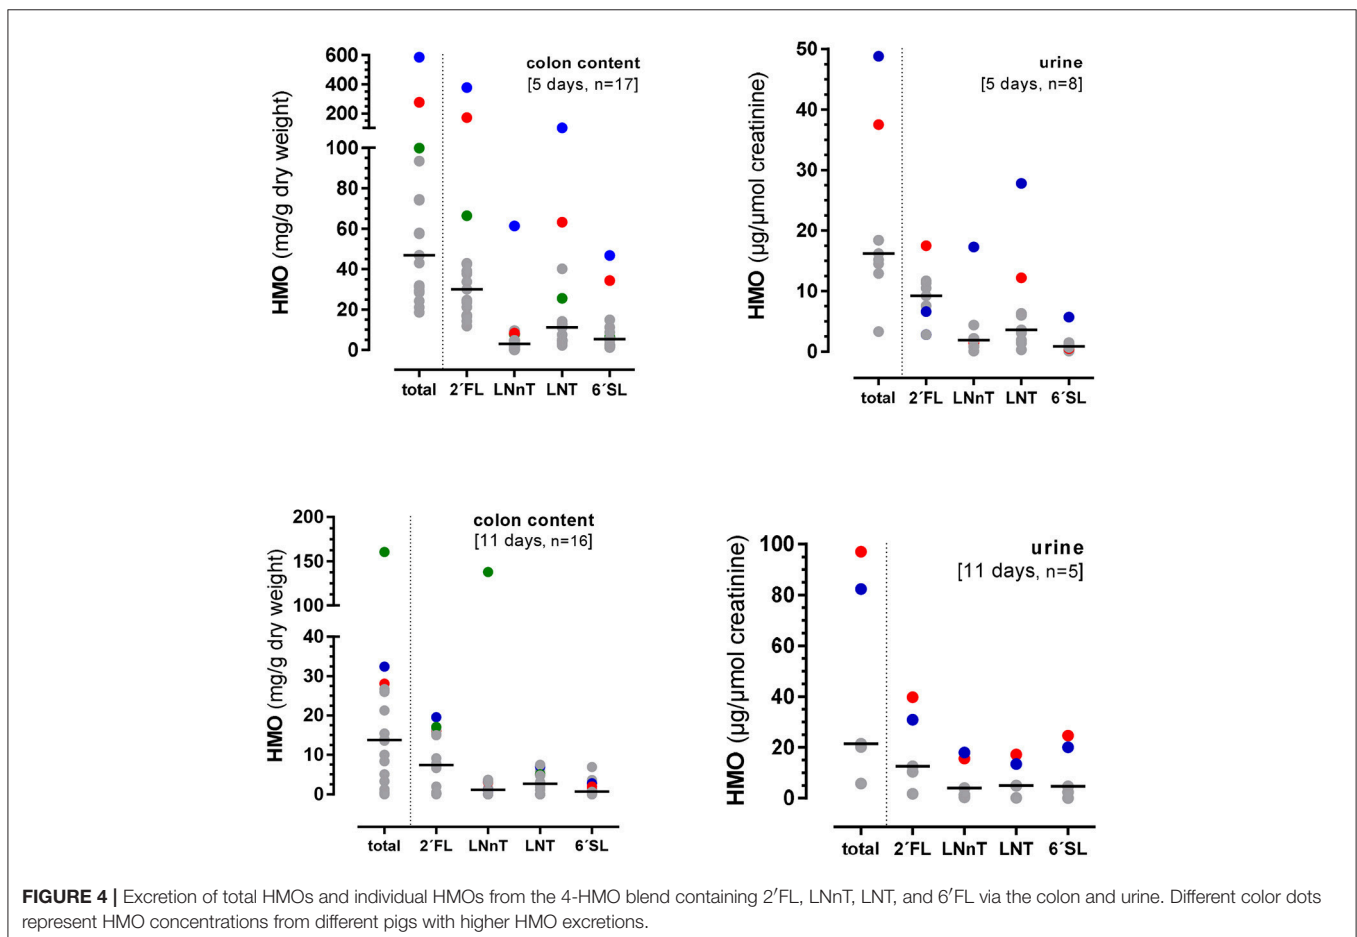 colon content
[5 days, n=17]
HMO (mg/g dry weight)
600
400
200
100
80
60
40
20
0
total 2´FL LNnT LNT 6´SL
urine
[5 days, n=8]
HMO (µg/µmol creatinine)
50
40
30
20
10
0
total 2´FL LNnT LNT 6´SL
colon content
[11 days, n=16]
HMO (mg/g dry weight)
200
150
100
40
30
20
10
0
total 2´FL LNnT LNT 6´SL
urine
[11 days, n=5]
HMO (µg/µmol creatinine)
100
80
60
40
20
0
total 2´FL LNnT LNT 6´SL
FIGURE 4 | Excretion of total HMOs and individual HMOs from the 4-HMO blend containing 2′FL, LNnT, LNT, and 6′FL via the colon and urine. Different color dots
represent HMO concentrations from different pigs with higher HMO excretions.